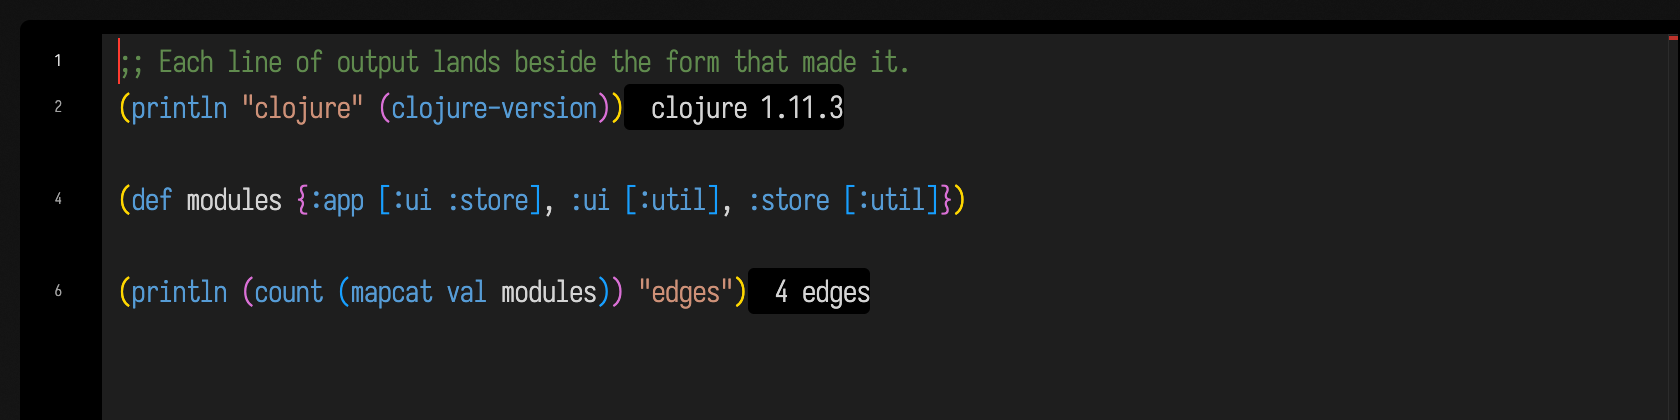 1 ;; Each line of output lands beside the form that made it.
2 (println "clojure" (clojure-version)) clojure 1.11.3
4 (def modules {:app [:ui :store], :ui [:util], :store [:util]})
6 (println (count (mapcat val modules)) "edges") 4 edges